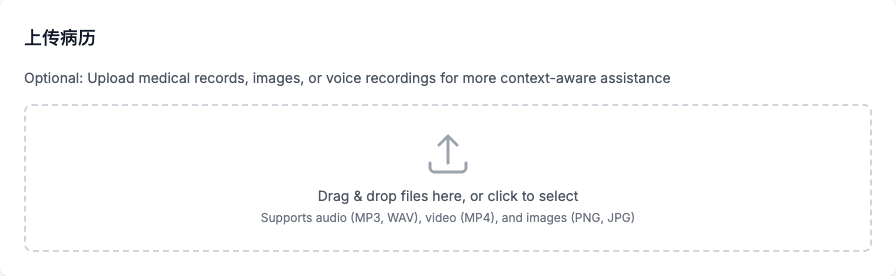 上传病历
Optional: Upload medical records, images, or voice recordings for more context-aware assistance
Drag & drop files here, or click to select
Supports audio (MP3, WAV), video (MP4), and images (PNG, JPG)